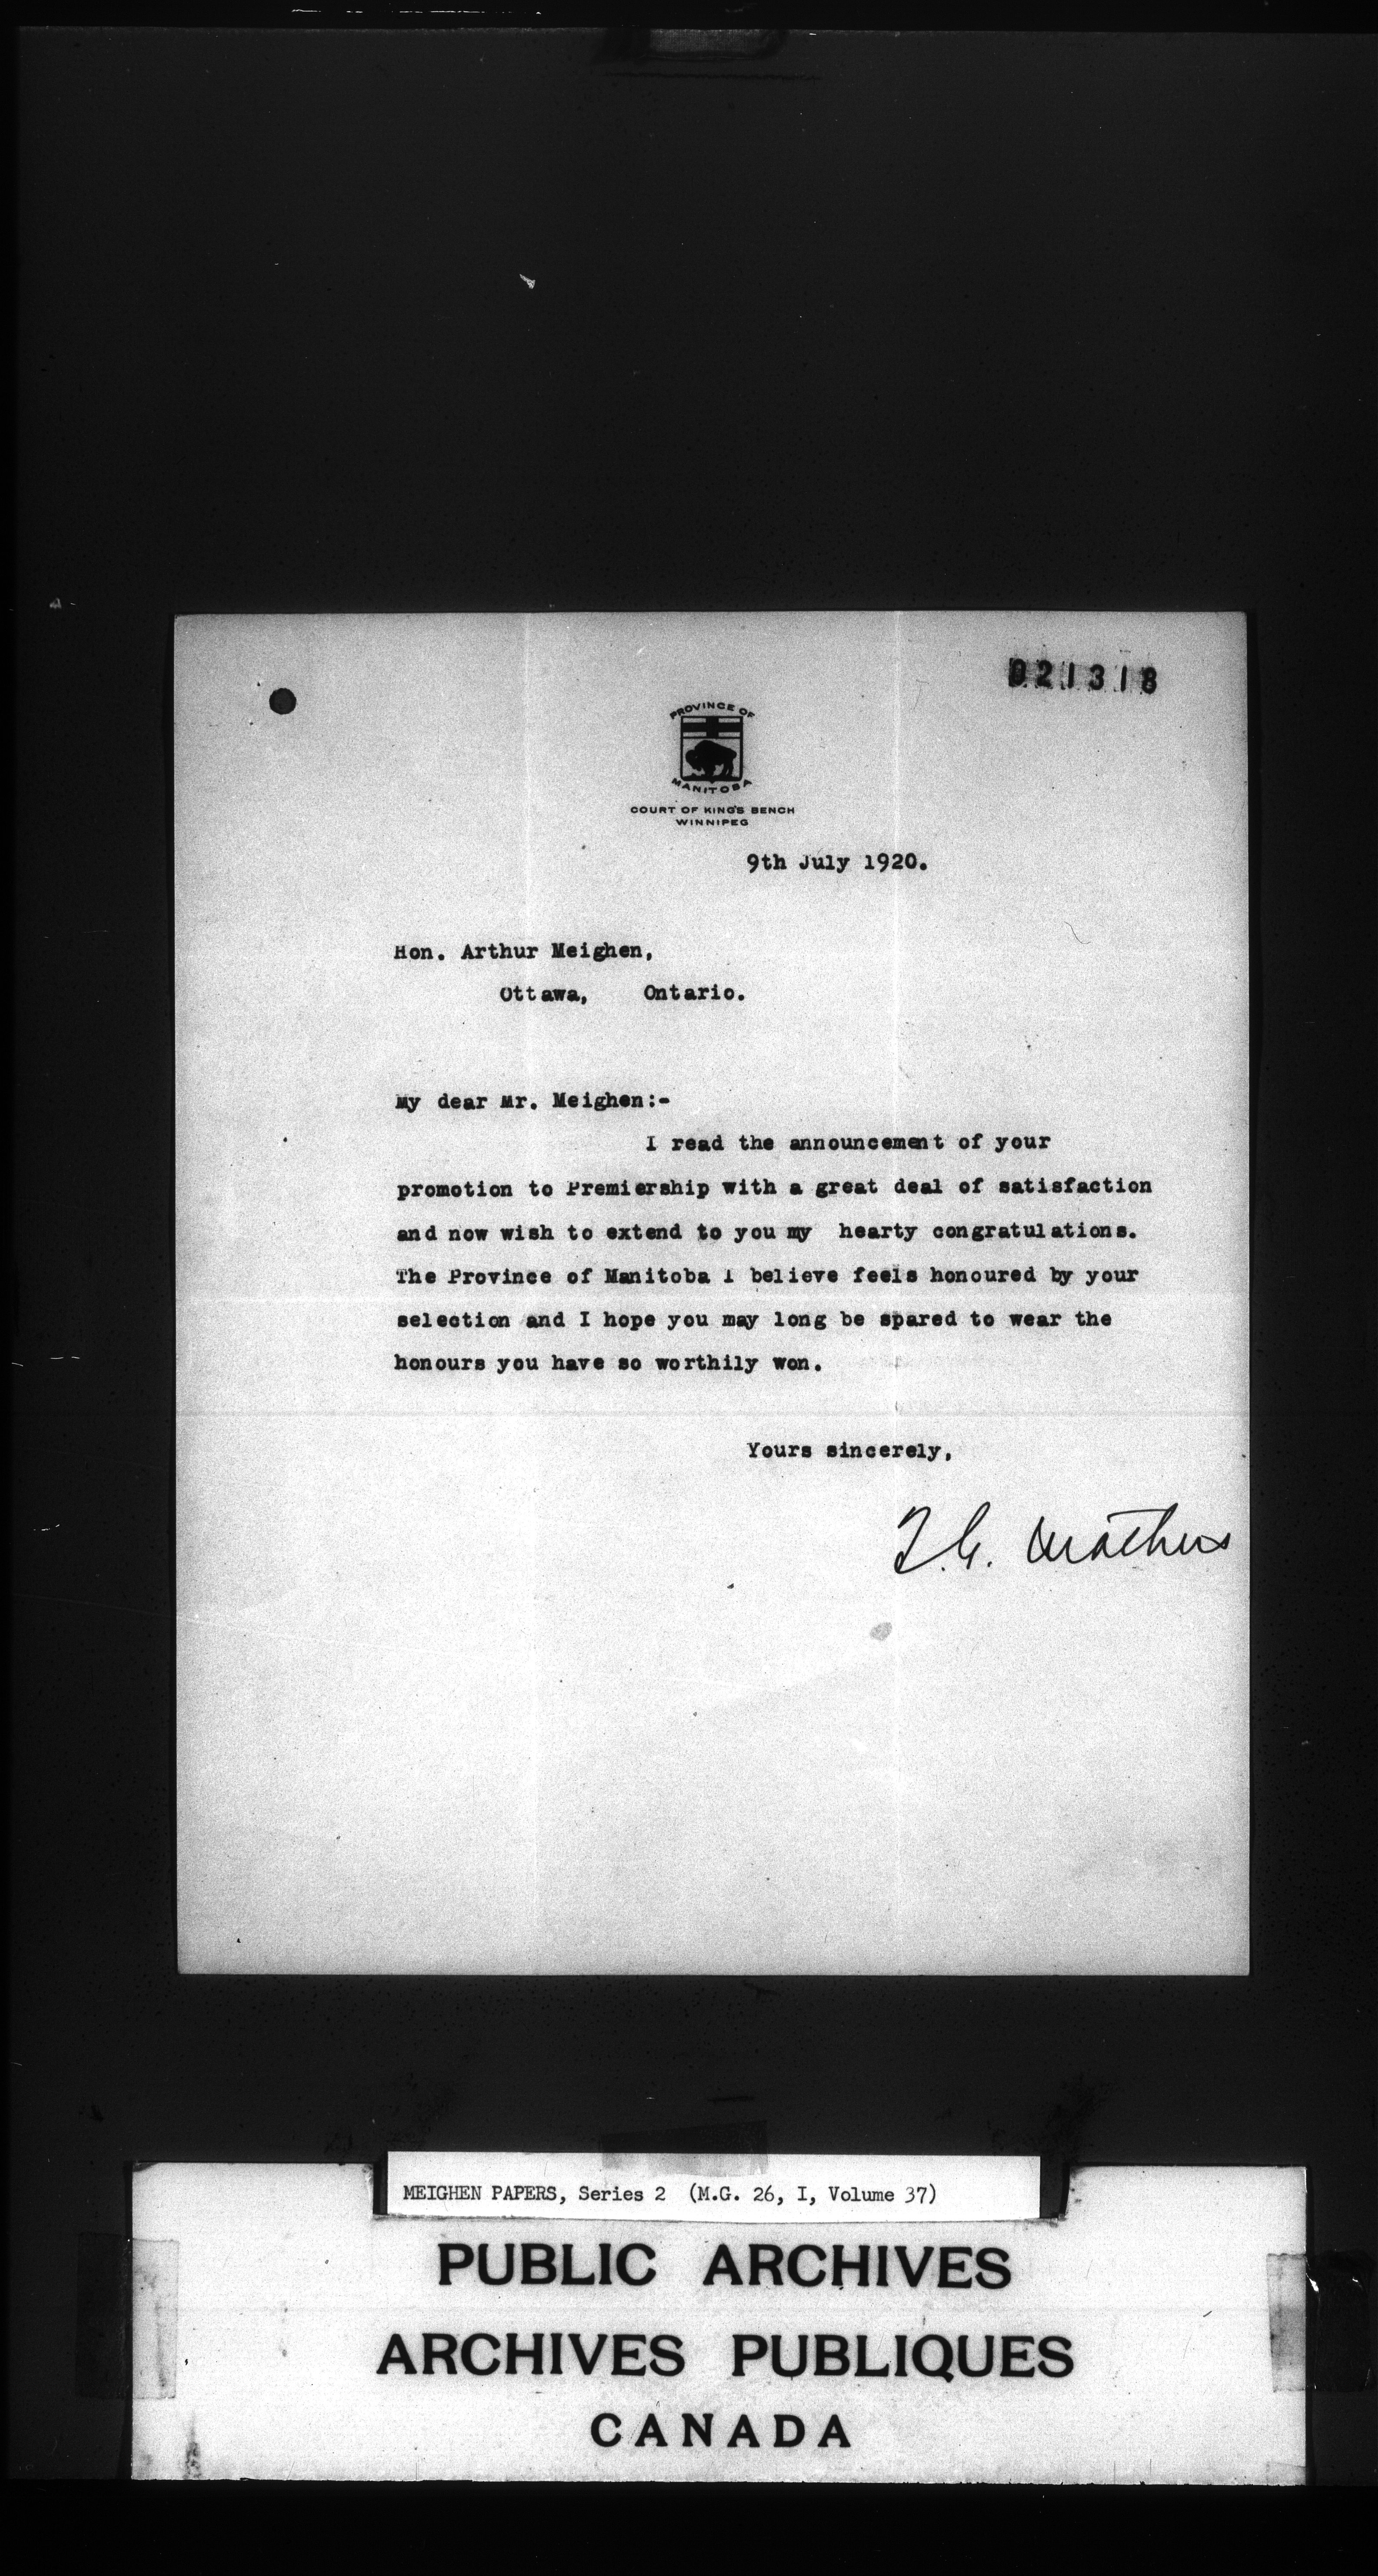 021318
PROVINCE OF
MANITOBA
COURT OF KING'S BENCH
WINNIPEG
9th July 1920.
Hon. Arthur Meighen,
Ottawa, Ontario.
My dear Mr. Meighen:-
I read the announcement of your
promotion to Premiership with a great deal of satisfaction
and now wish to extend to you my hearty congratulations.
The Province of Manitoba I believe feels honoured by your
selection and I hope you may long be spared to wear the
honours you have so worthily won.
Yours sincerely,
T.G. Mathers
MEIGHEN PAPERS, Series 2 (M.G. 26, I, Volume 37)
PUBLIC ARCHIVES
ARCHIVES PUBLIQUES
CANADA